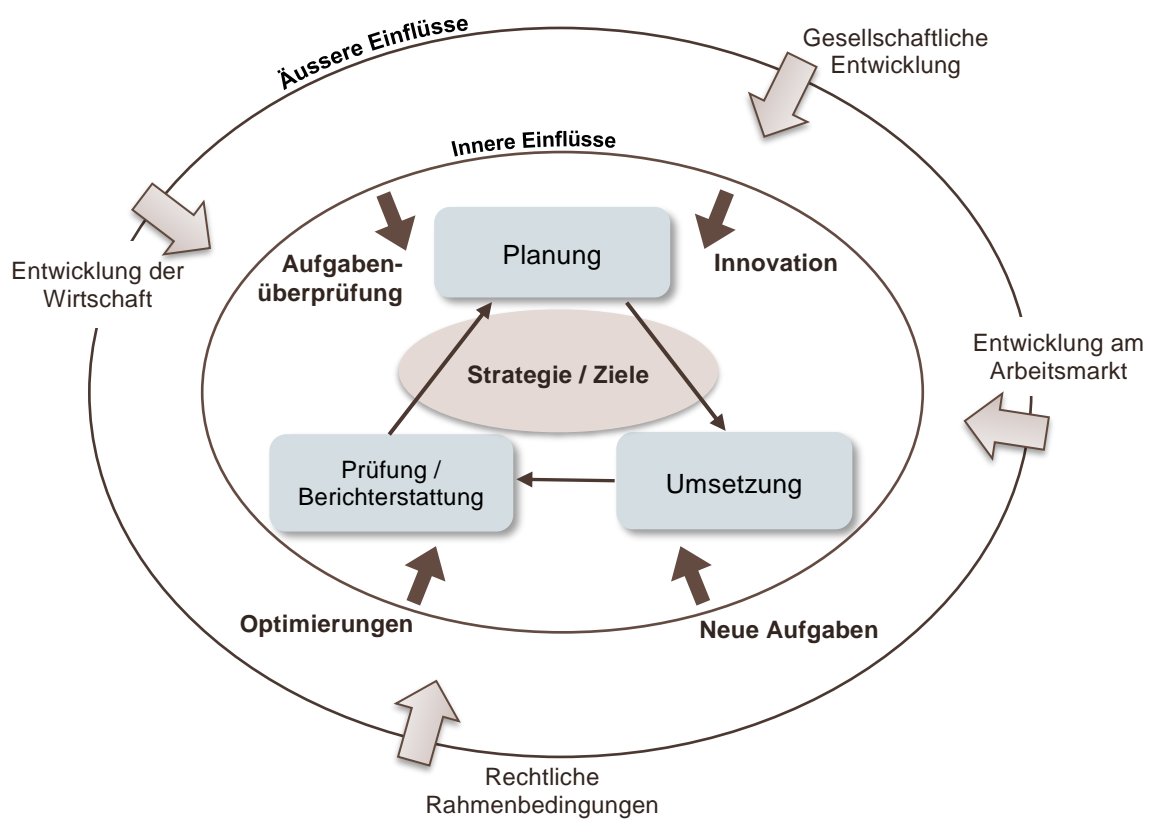 Äussere Einflüsse
Gesellschaftliche
Entwicklung
Innere Einflüsse
Planung
Aufgaben-
überprüfung
Innovation
Entwicklung der
Wirtschaft
Entwicklung am
Arbeitsmarkt
Strategie / Ziele
Prüfung /
Berichterstattung
Umsetzung
Optimierungen
Neue Aufgaben
Rechtliche
Rahmenbedingungen